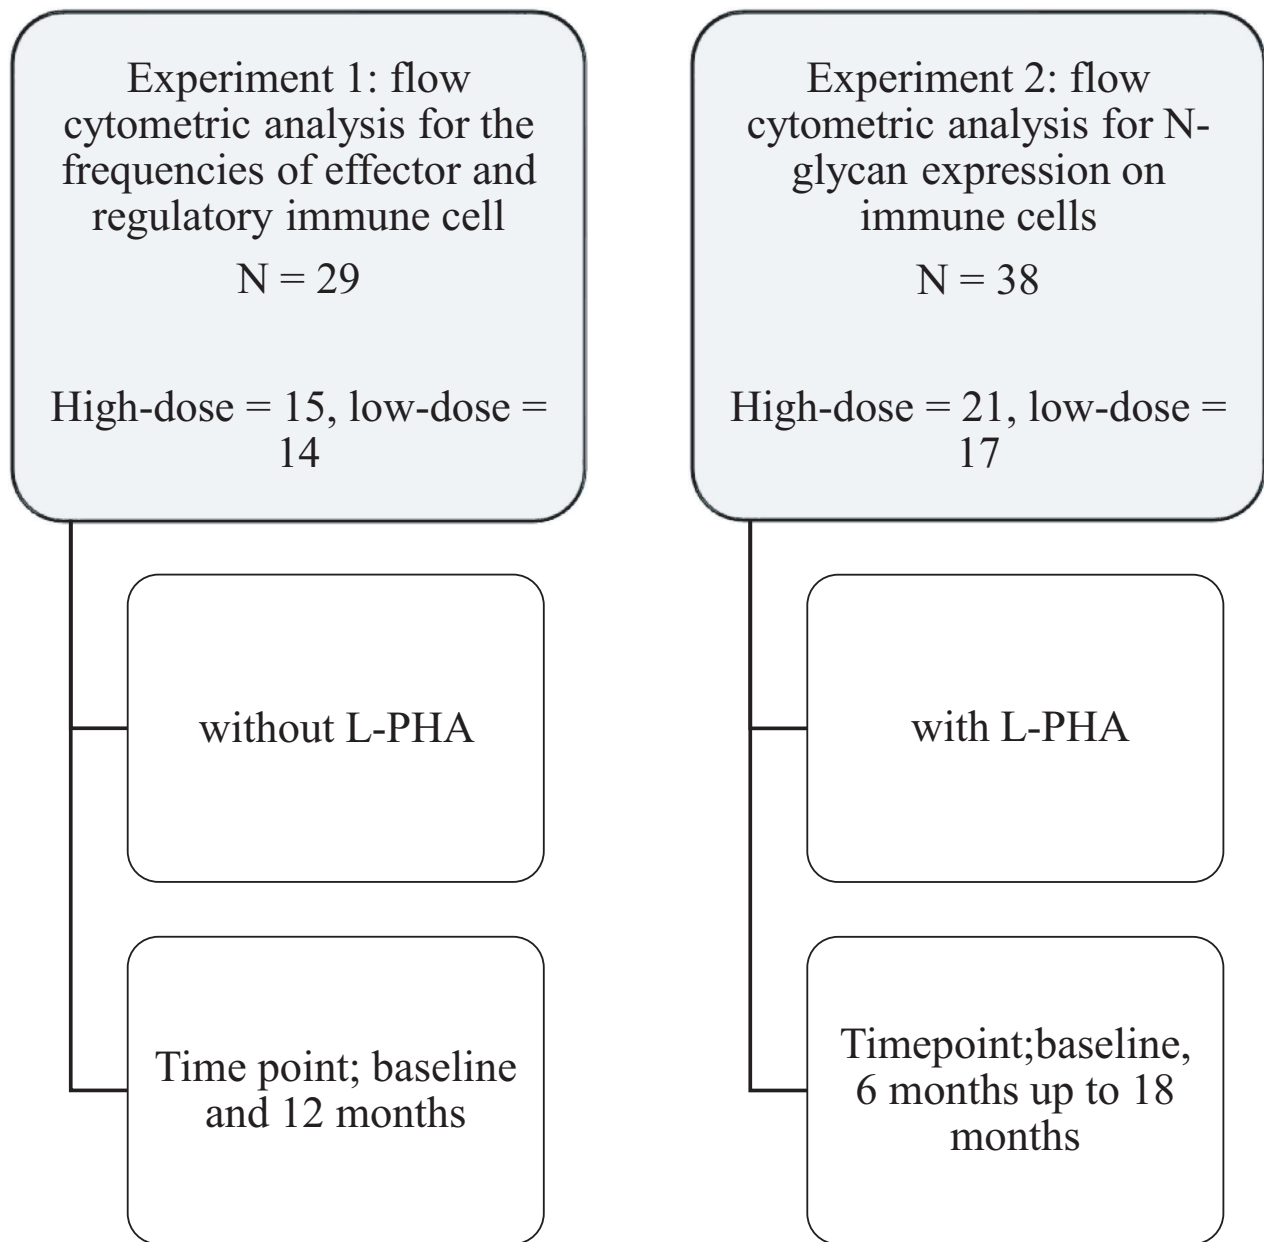 Experiment 1: flow
cytometric analysis for the
frequencies of effector and
regulatory immune cell
N = 29
High-dose = 15, low-dose =
14
without L-PHA
Time point; baseline
and 12 months
Experiment 2: flow
cytometric analysis for N-
glycan expression on
immune cells
N = 38
High-dose = 21, low-dose =
17
with L-PHA
Timepoint;baseline,
6 months up to 18
months